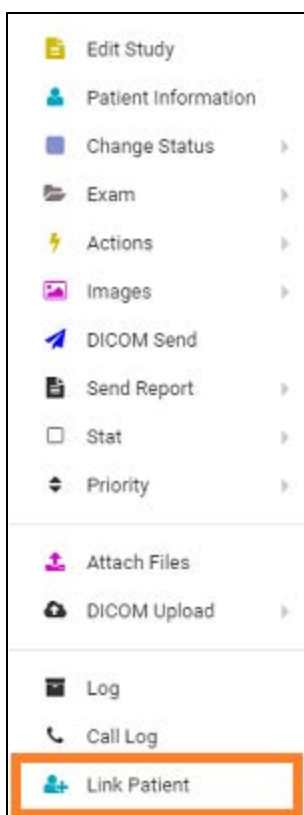 Edit Study
Patient Information
Change Status
Exam
Actions
Images
DICOM Send
Send Report
Stat
Priority
Attach Files
DICOM Upload
Log
Call Log
Link Patient